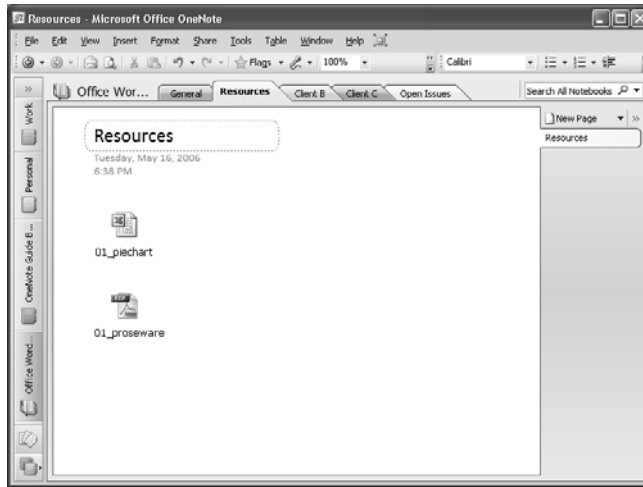 Resources - Microsoft Office OneNote
File Edit View Insert Format Share Tools Table Window Help
Flags 100% Calibri
Office Wor... General Resources Client B Client C Open Issues Search All Notebooks
New Page
Resources
Work
Personal
OneNote Guide B...
Office Word...
Resources
Tuesday, May 16, 2006
6:38 PM
01_piechart
PDF
01_proseware